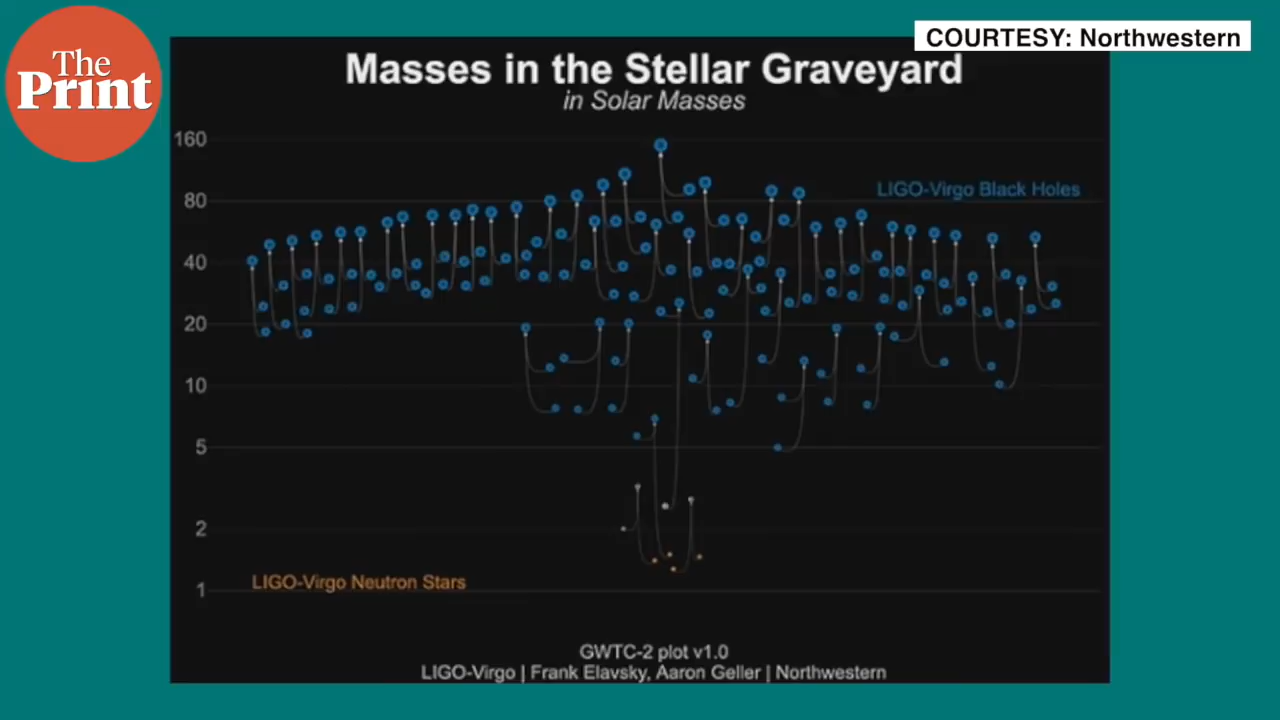 The
Print
COURTESY: Northwestern
Masses in the Stellar Graveyard
in Solar Masses
160
LIGO-Virgo Black Holes
80
40
20
10
5
2
LIGO-Virgo Neutron Stars
1
GWTC-2 plot v1.0
LIGO-Virgo | Frank Elavsky, Aaron Geller | Northwestern